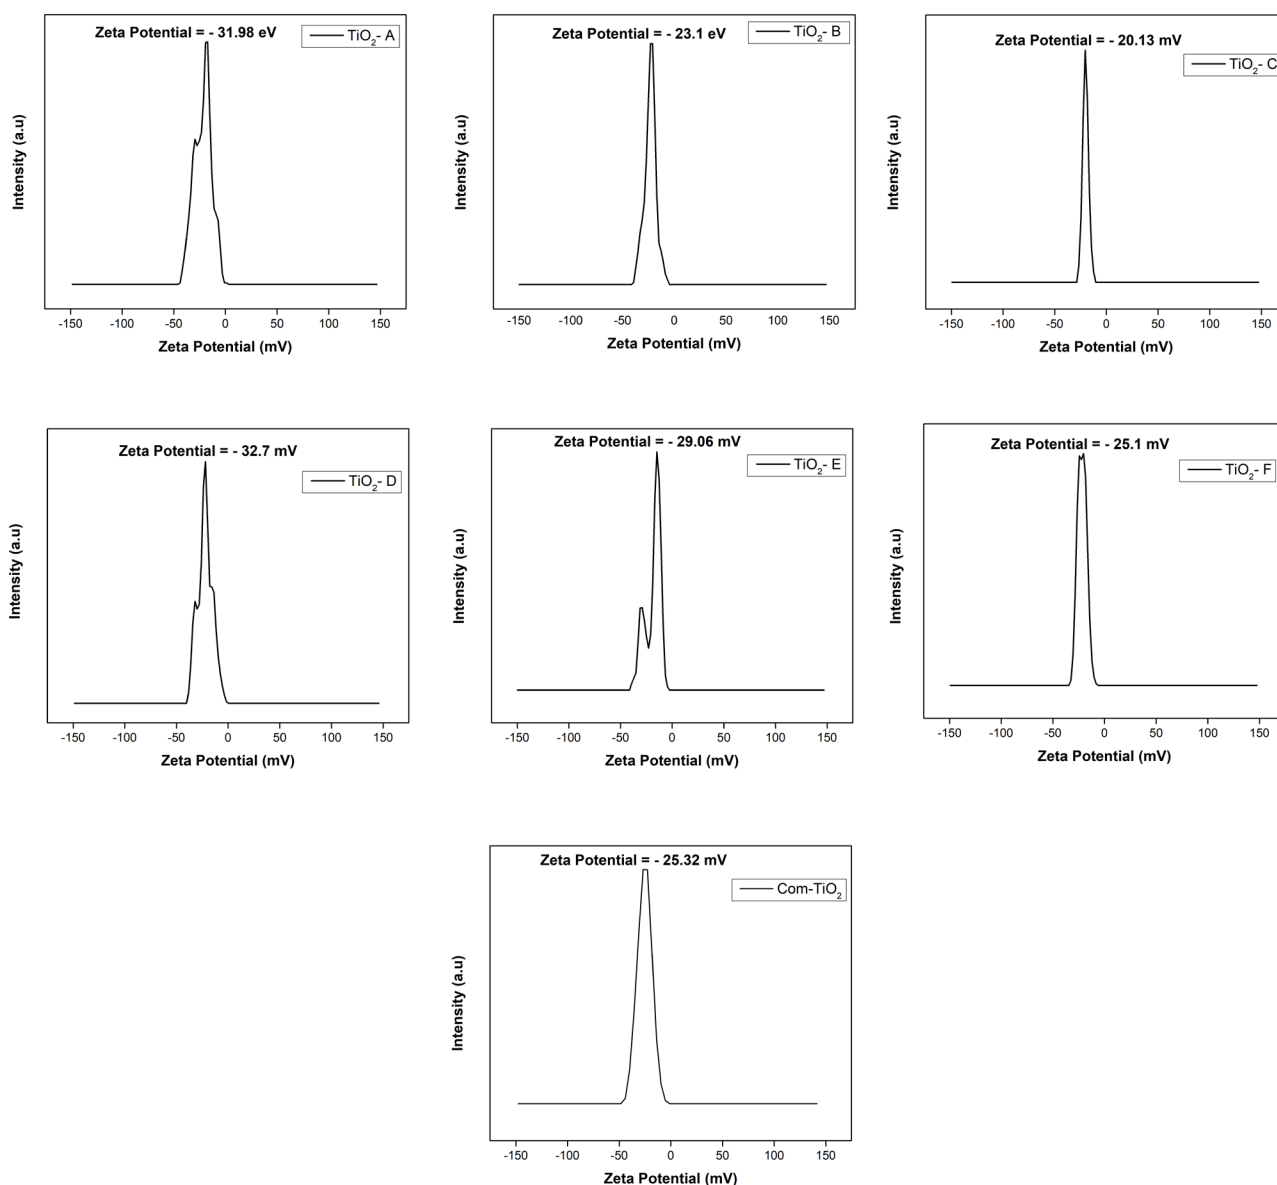 Zeta Potential = - 31.98 eV
TiO2- A
Intensity (a.u)
-150 -100 -50 0 50 100 150
Zeta Potential (mV)
Zeta Potential = - 23.1 eV
TiO2- B
Intensity (a.u)
-150 -100 -50 0 50 100 150
Zeta Potential (mV)
Zeta Potential = - 20.13 mV
TiO2- C
Intensity (a.u)
-150 -100 -50 0 50 100 150
Zeta Potential (mV)
Zeta Potential = - 32.7 mV
TiO2- D
Intensity (a.u)
-150 -100 -50 0 50 100 150
Zeta Potential (mV)
Zeta Potential = - 29.06 mV
TiO2- E
Intensity (a.u)
-150 -100 -50 0 50 100 150
Zeta Potential (mV)
Zeta Potential = - 25.1 mV
TiO2- F
Intensity (a.u)
-150 -100 -50 0 50 100 150
Zeta Potential (mV)
Zeta Potential = - 25.32 mV
Com-TiO2
Intensity (a.u)
-150 -100 -50 0 50 100 150
Zeta Potential (mV)